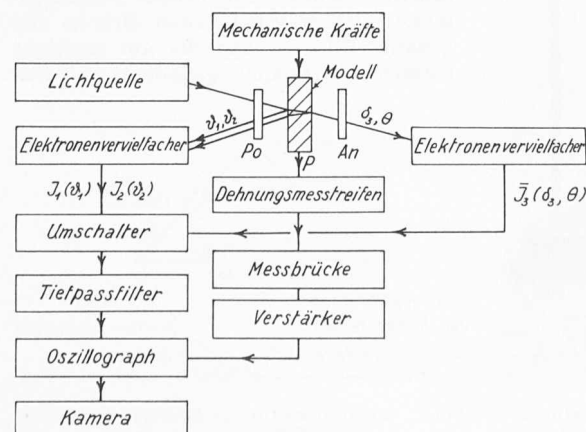 Mechanische Kräfte
Lichtquelle
Modell
ϑ₁,ϑ₂
δ₃,θ
Elektronenvervielfacher
Po
P
An
Elektronenvervielfacher
J₁(ϑ₁)
J₂(ϑ₂)
Dehnungsmesstreifen
J̄₃(δ₃,θ)
Umschalter
Messbrücke
Tiefpassfilter
Verstärker
Oszillograph
Kamera